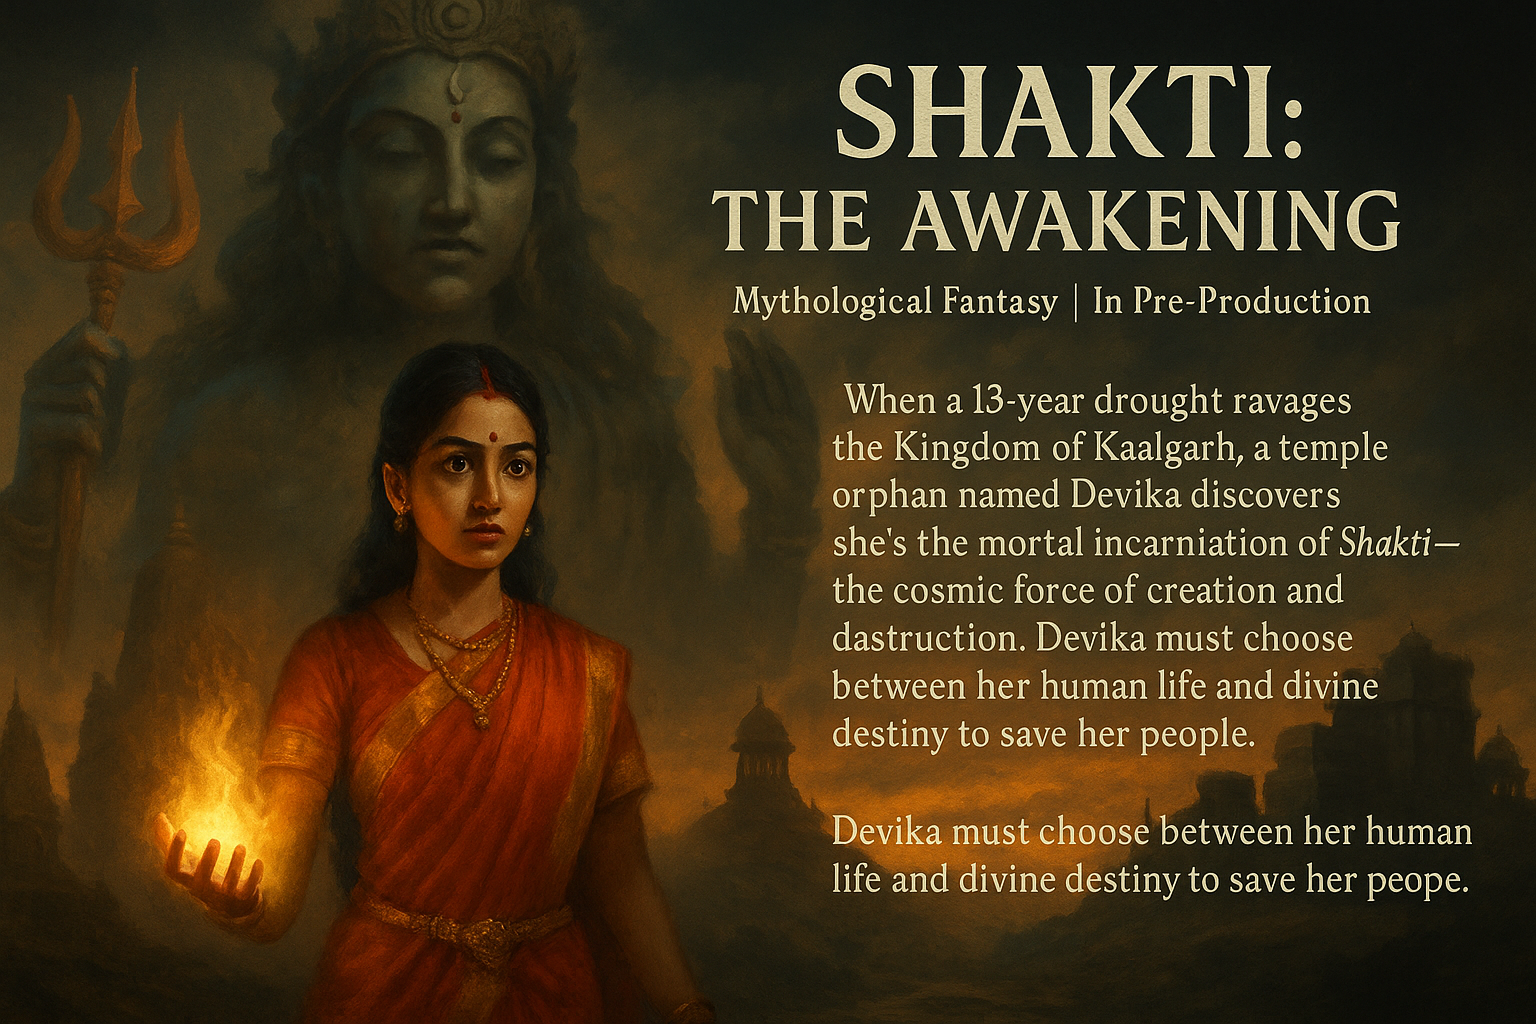 SHAKTI:
THE AWAKENING
Mythological Fantasy | In Pre-Production
When a 13-year drought ravages
the Kingdom of Kaalgarh, a temple
orphan named Devika discovers
she's the mortal incarniation of Shakti—
the cosmic force of creation and
dastruction. Devika must choose
between her human life and divine
destiny to save her people.
Devika must choose between her human
life and divine destiny to save her peope.